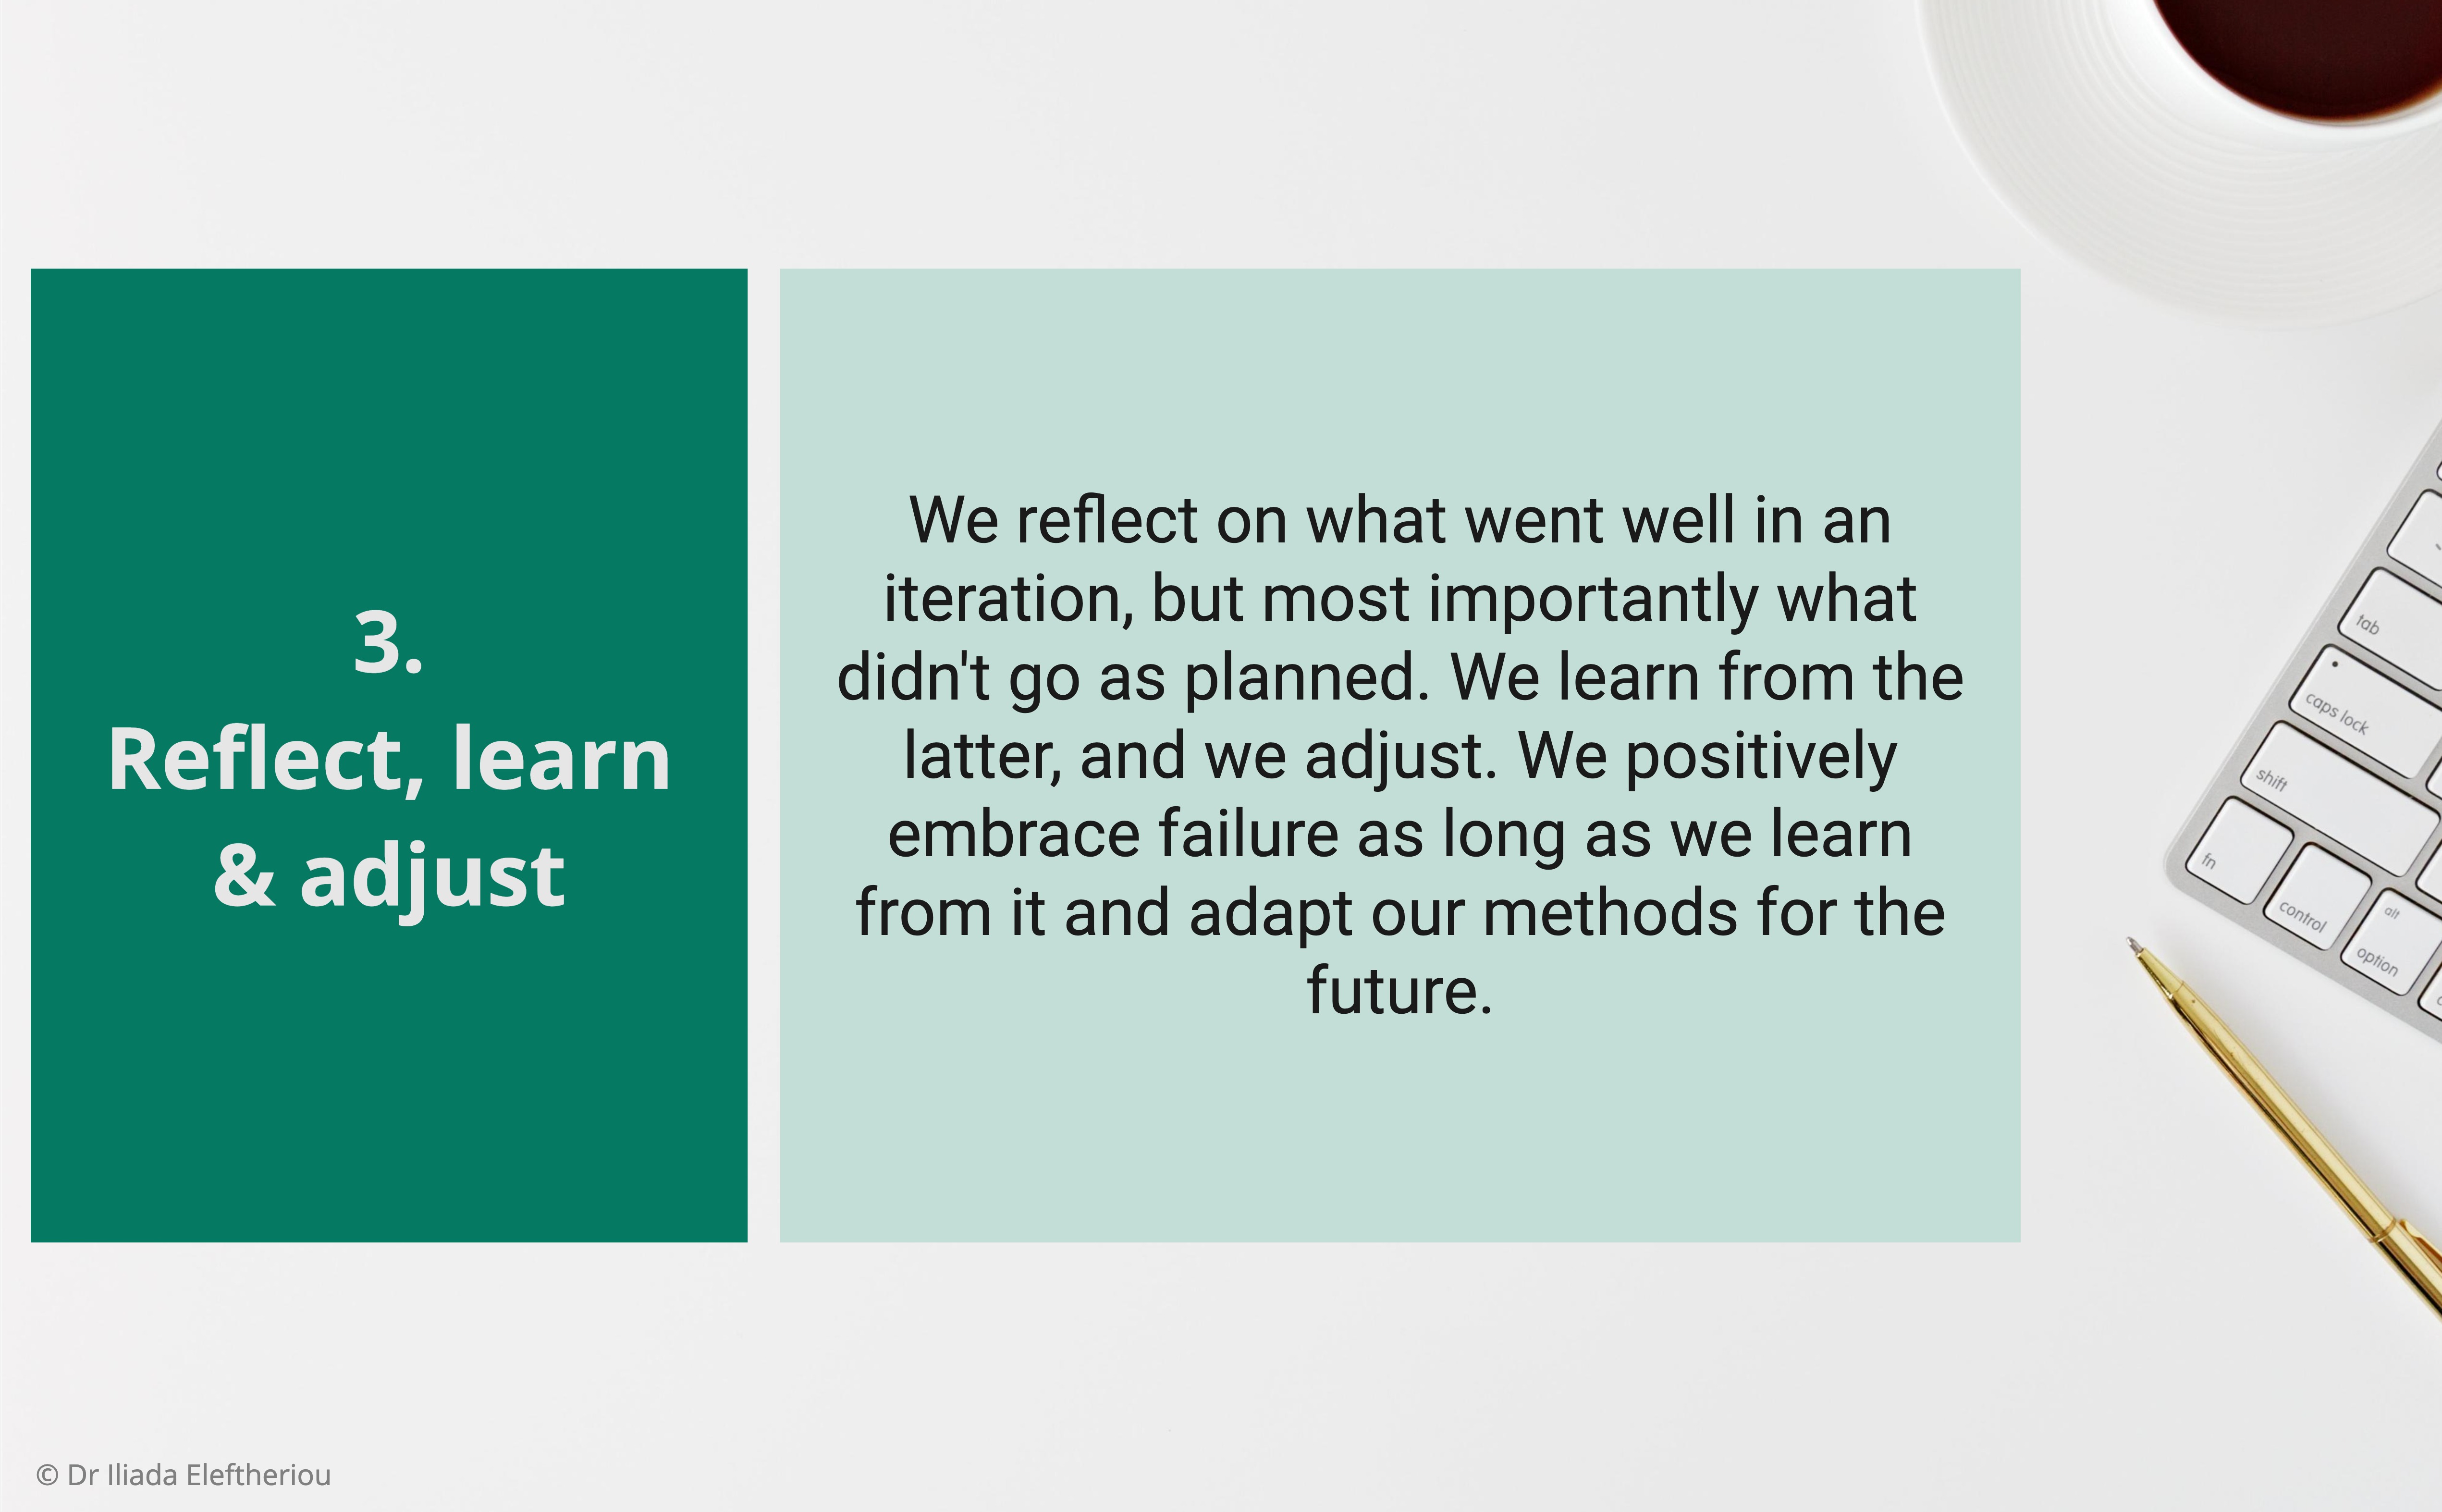 3.
Reflect, learn
& adjust
We reflect on what went well in an
iteration, but most importantly what
didn't go as planned. We learn from the
latter, and we adjust. We positively
embrace failure as long as we learn
from it and adapt our methods for the
future.
tab
caps lock
shift
fn
control
alt
option
© Dr Iliada Eleftheriou